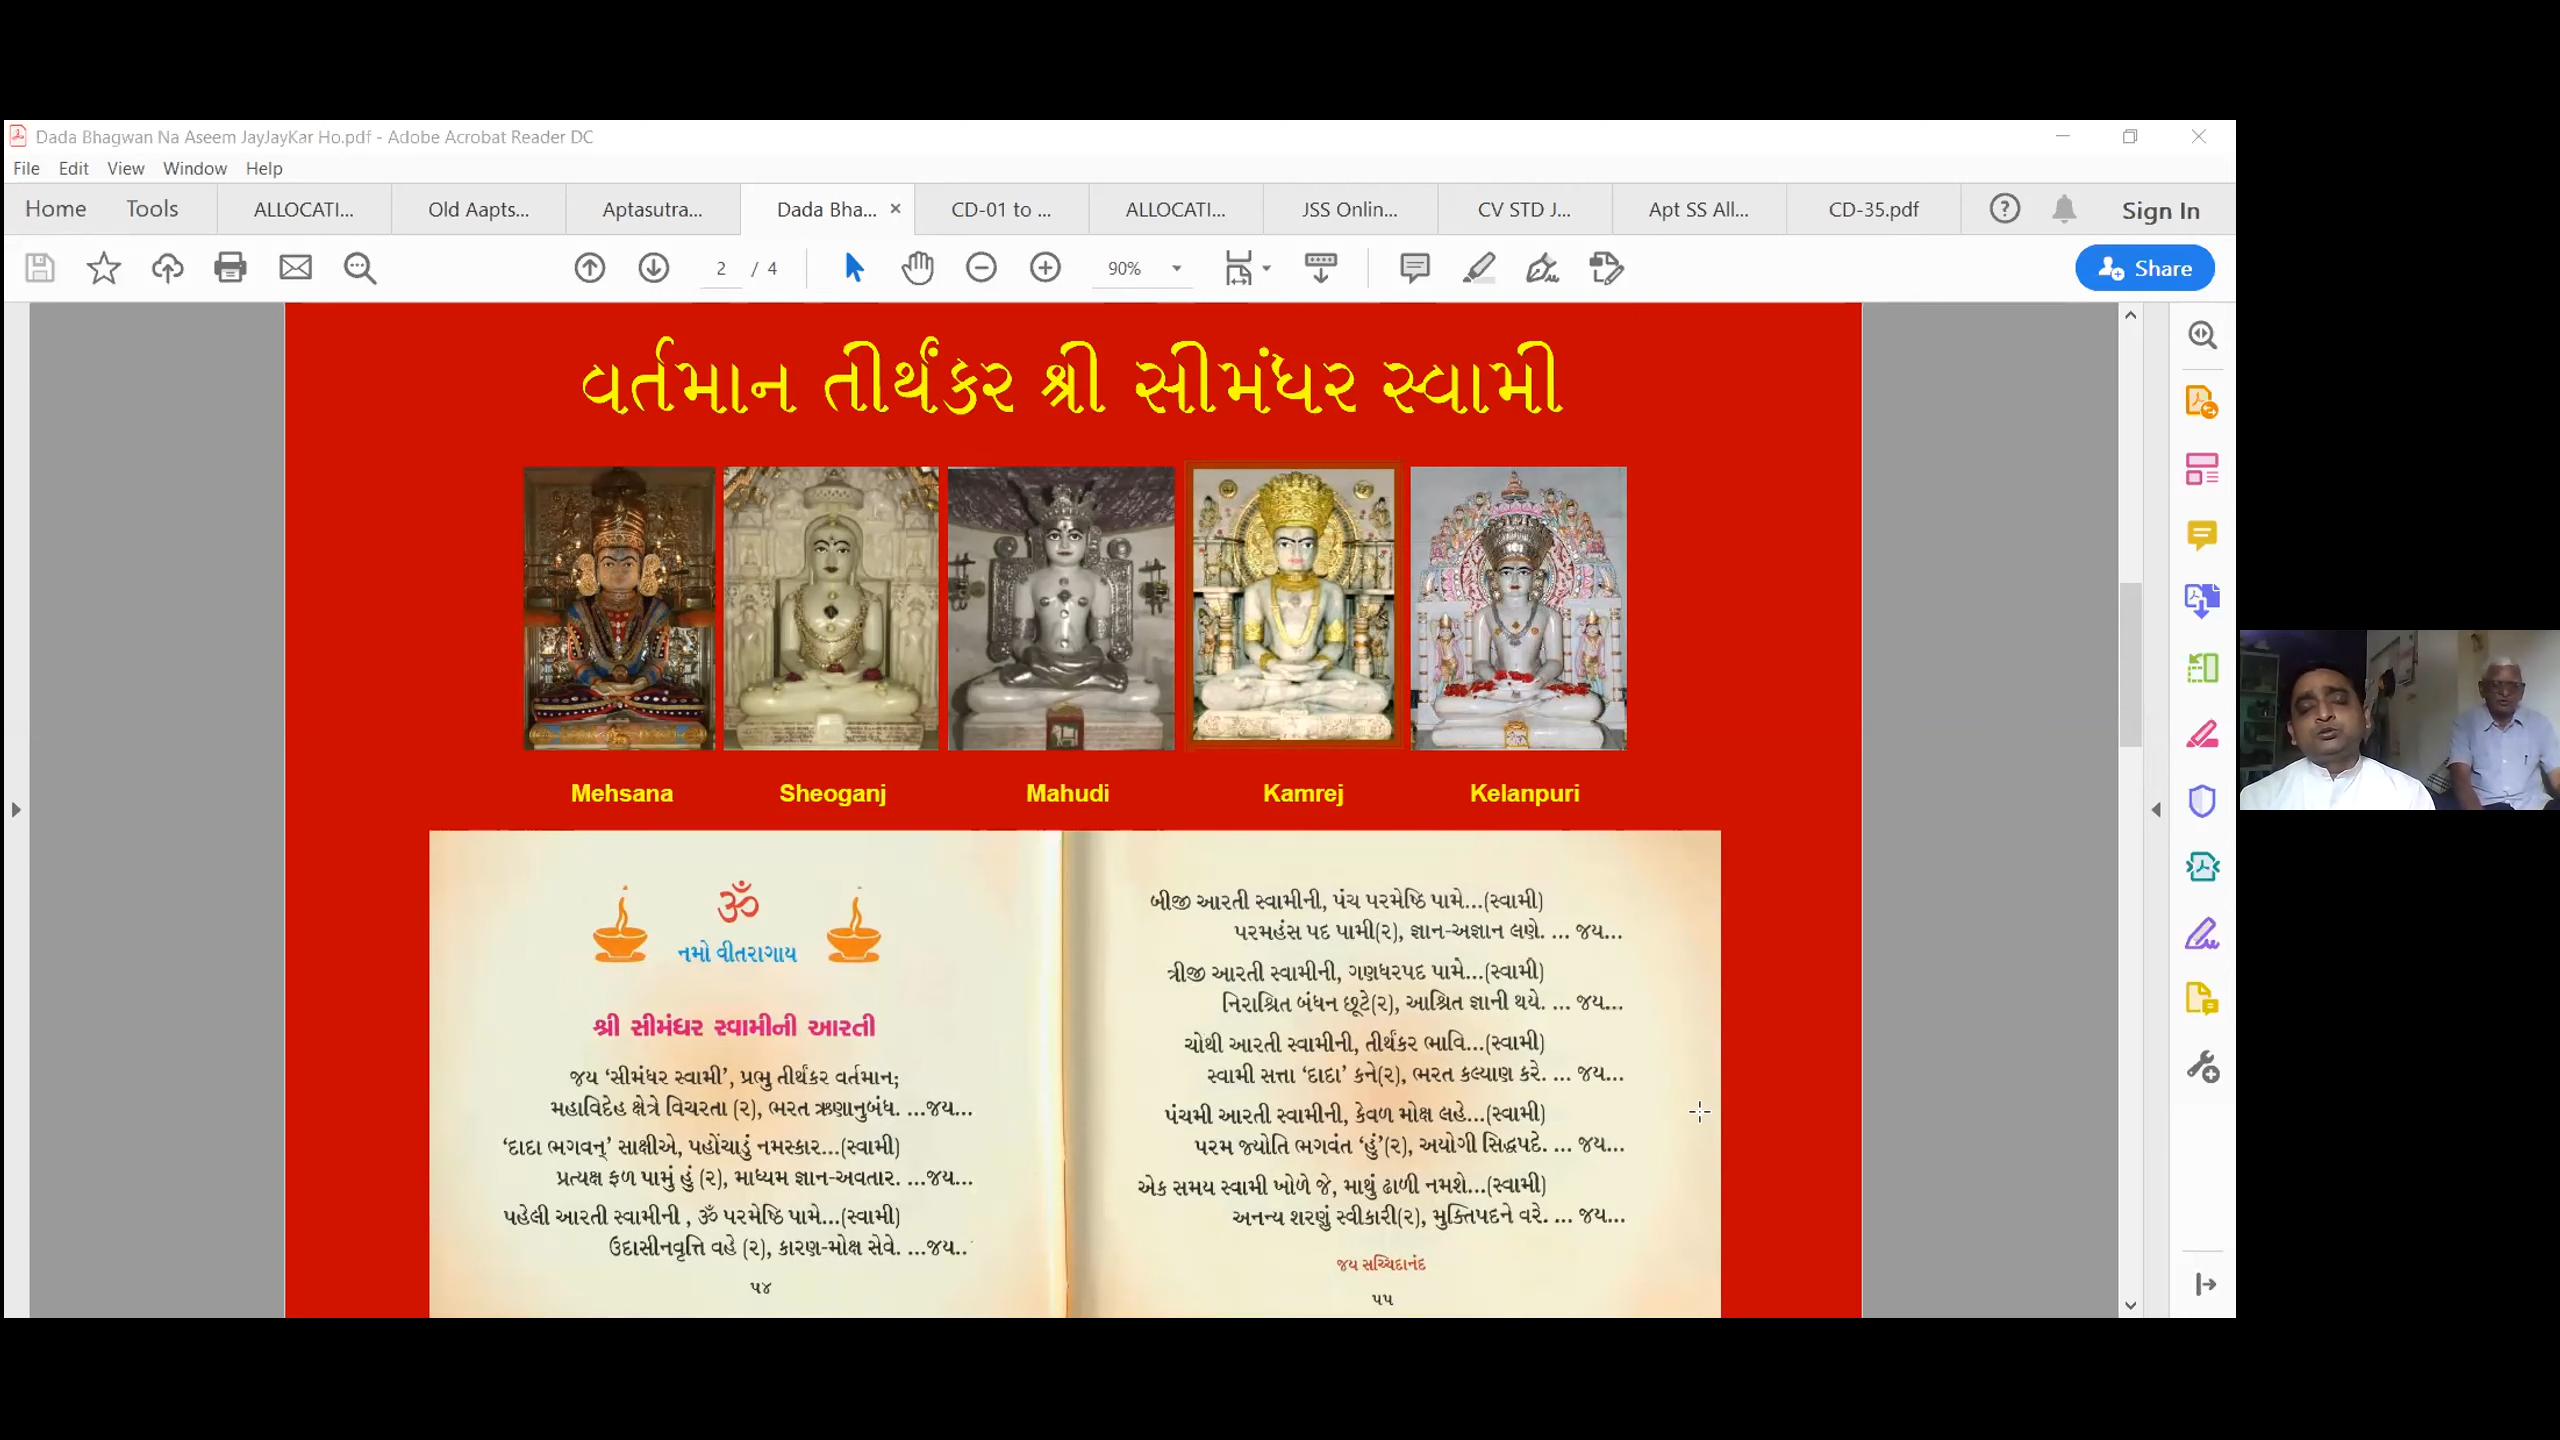 Dada Bhagwan Na Aseem JayJayKar Ho.pdf - Adobe Acrobat Reader DC
File Edit View Window Help
Home Tools ALLOCATI... Old Aapts... Aptasutra... Dada Bha... CD-01 to ... ALLOCATI... JSS Onlin... CV STD J... Apt SS All... CD-35.pdf Sign In
2 / 4 90% Share
વર્તમાન તીર્થંકર શ્રી સીમંધર સ્વામી
Mehsana Sheoganj Mahudi Kamrej Kelanpuri
ૐ
નમો વીતરાગાય
શ્રી સીમંધર સ્વામીની આરતી
જય ‘સીમંધર સ્વામી’, પ્રભુ તીર્થંકર વર્તમાન;
મહાવિદેહ ક્ષેત્રે વિચરતા (૨), ભરત ઋણાનુબંધ. ...જય...
‘દાદા ભગવન્’ સાક્ષીએ, પહોંચાડું નમસ્કાર...(સ્વામી)
પ્રત્યક્ષ ફળ પામું હું (૨), માધ્યમ જ્ઞાન-અવતાર. ...જય...
પહેલી આરતી સ્વામીની , ૐ પરમેષ્ઠિ પામે...(સ્વામી)
ઉદાસીનવૃત્તિ વહે (૨), કારણ-મોક્ષ સેવે. ...જય..
૫૪
બીજી આરતી સ્વામીની, પંચ પરમેષ્ઠિ પામે...(સ્વામી)
પરમહંસ પદ પામી(૨), જ્ઞાન-અજ્ઞાન લણે. ... જય...
ત્રીજી આરતી સ્વામીની, ગણધરપદ પામે...(સ્વામી)
નિરાશ્રિત બંધન છૂટે(૨), આશ્રિત જ્ઞાની થયે. ... જય...
ચોથી આરતી સ્વામીની, તીર્થંકર ભાવિ...(સ્વામી)
સ્વામી સત્તા ‘દાદા’ કને(૨), ભરત કલ્યાણ કરે. ... જય...
પંચમી આરતી સ્વામીની, કેવળ મોક્ષ લહે...(સ્વામી)
પરમ જ્યોતિ ભગવંત ‘હું’(૨), અયોગી સિદ્ધપદે. ... જય...
એક સમય સ્વામી ખોળે જે, માથું ઢાળી નમશે...(સ્વામી)
અનન્ય શરણું સ્વીકારી(૨), મુક્તિપદને વરે. ... જય...
જય સચ્ચિદાનંદ
૫૫